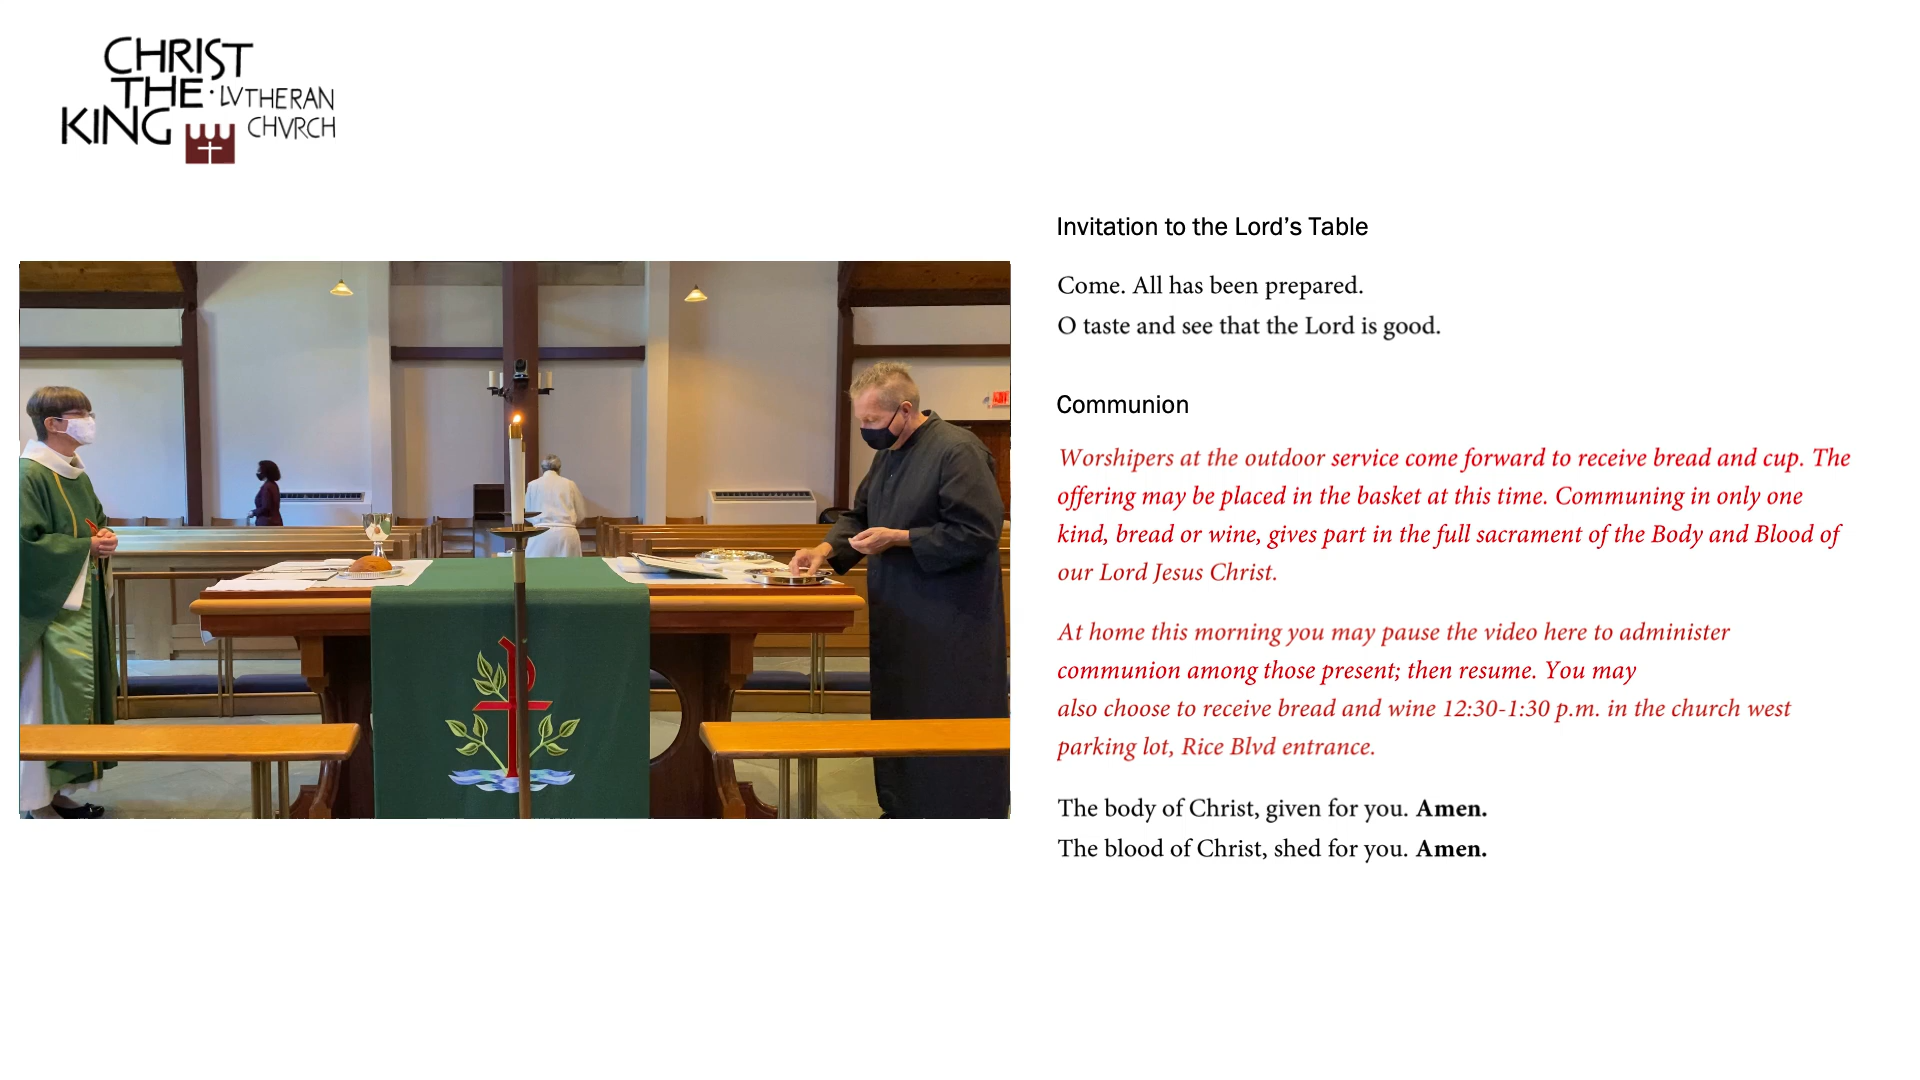 CHRIST
THE · LVTHERAN
KING CHVRCH
Invitation to the Lord’s Table
Come. All has been prepared.
O taste and see that the Lord is good.
Communion
Worshipers at the outdoor service come forward to receive bread and cup. The
offering may be placed in the basket at this time. Communing in only one
kind, bread or wine, gives part in the full sacrament of the Body and Blood of
our Lord Jesus Christ.
At home this morning you may pause the video here to administer
communion among those present; then resume. You may
also choose to receive bread and wine 12:30-1:30 p.m. in the church west
parking lot, Rice Blvd entrance.
The body of Christ, given for you. Amen.
The blood of Christ, shed for you. Amen.